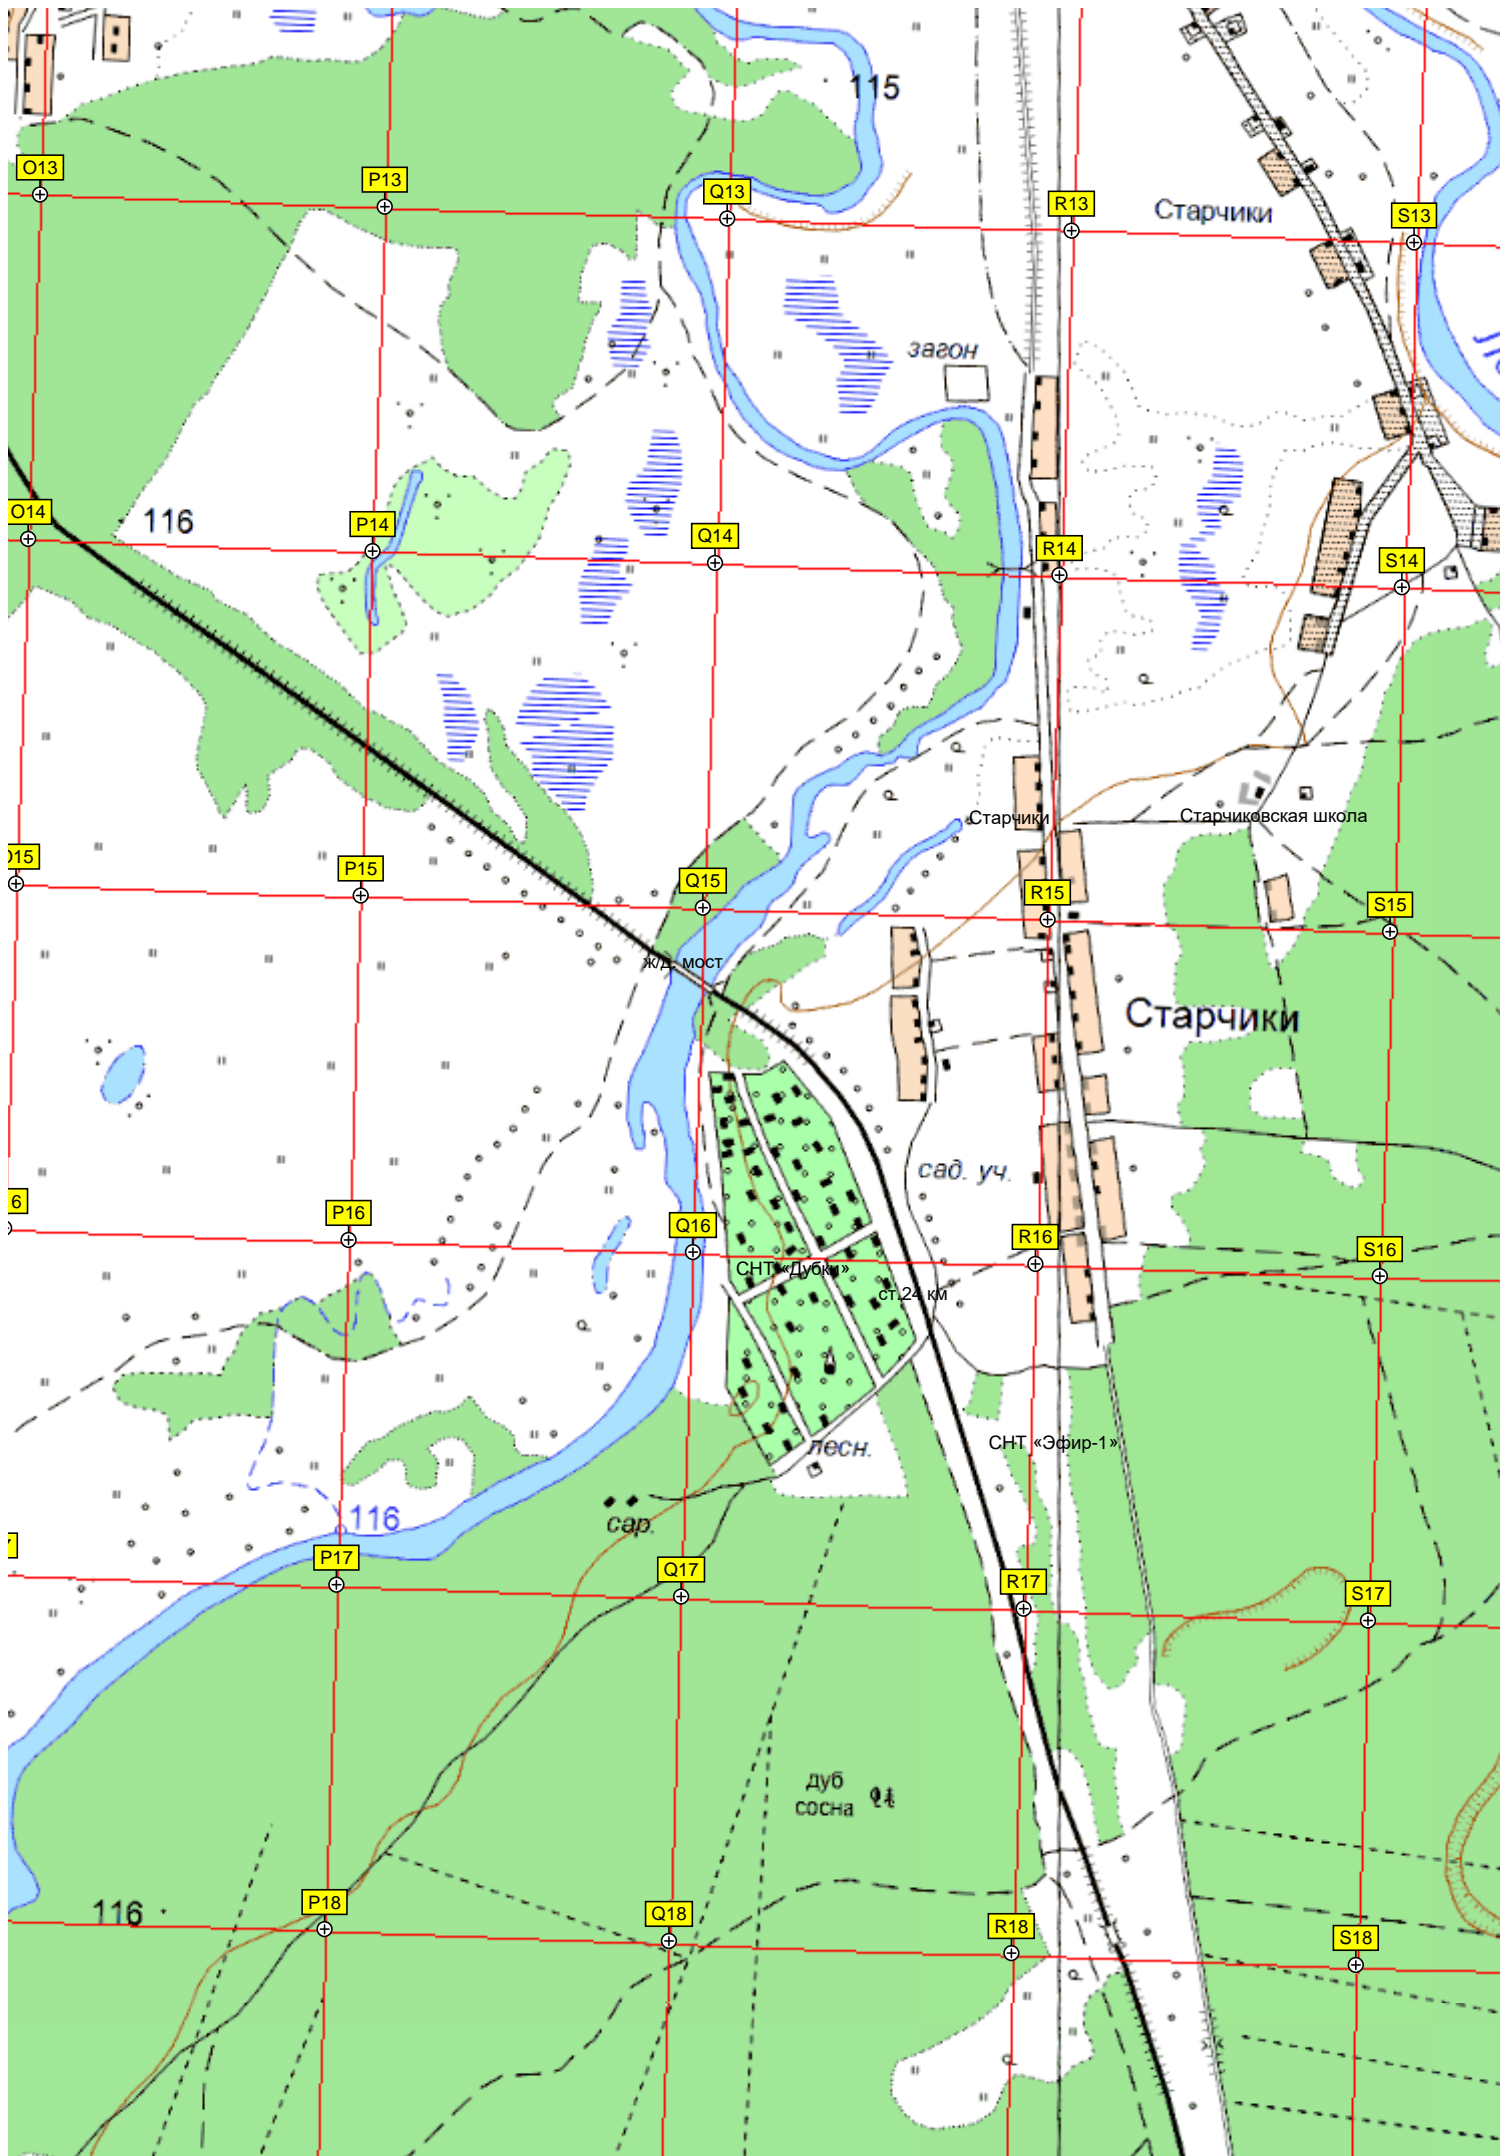 115
O13
P13
Q13
R13
Старчики
S13
загон
O14
116
P14
Q14
R14
S14
Старчики
Старчиковская школа
O15
P15
Q15
R15
S15
ж/д. мост
Старчики
сад. уч.
6
P16
Q16
R16
S16
СНТ «Дубки»
ст.24 км
СНТ «Эфир-1»
лесн.
116
сар.
P17
Q17
R17
S17
дуб
сосна
116
P18
Q18
R18
S18